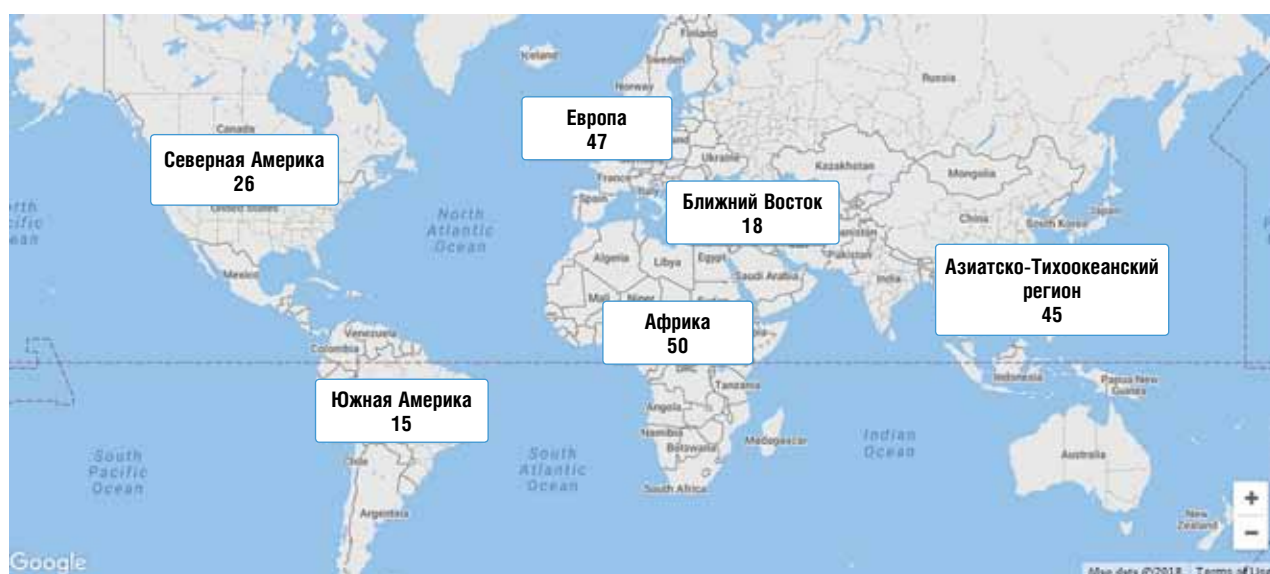 Finland
Iceland
Sweden
Russia
Norway
Европа
47
Canada
Северная Америка
26
Ukraine
Kazakhstan
Mongolia
France
Italy
Spain
United States
North
Atlantic
Ocean
Ближний Восток
18
China
South Korea
Japan
Pakistan
Algeria
Libya
Egypt
Saudi Arabia
India
Mexico
Азиатско-Тихоокеанский
регион
45
Mali
Niger
Африка
50
Venezuela
Colombia
DRC
Tanzania
Indonesia
Papua New
Guinea
Южная Америка
15
Angola
Namibia
Botswana
Madagascar
Indian
Ocean
South
Pacific
Ocean
South
Atlantic
Ocean
Chile
Australia
South Africa
Argentina
New
Zealand
+
−
Google
Map data ©2018
Terms of Use